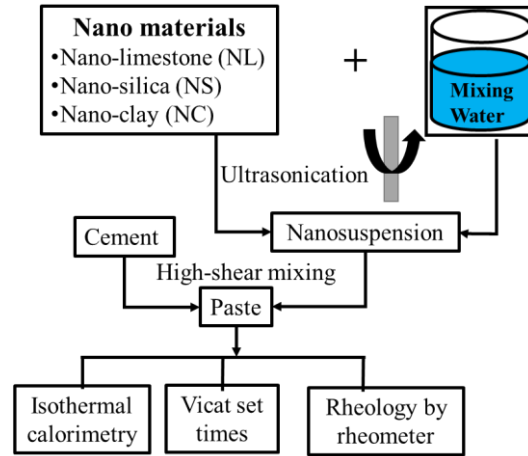 Nano materials
•Nano-limestone (NL)
•Nano-silica (NS)
•Nano-clay (NC)
+
Mixing
Water
Ultrasonication
Nanosuspension
Cement
High-shear mixing
Paste
Isothermal
calorimetry
Vicat set
times
Rheology by
rheometer